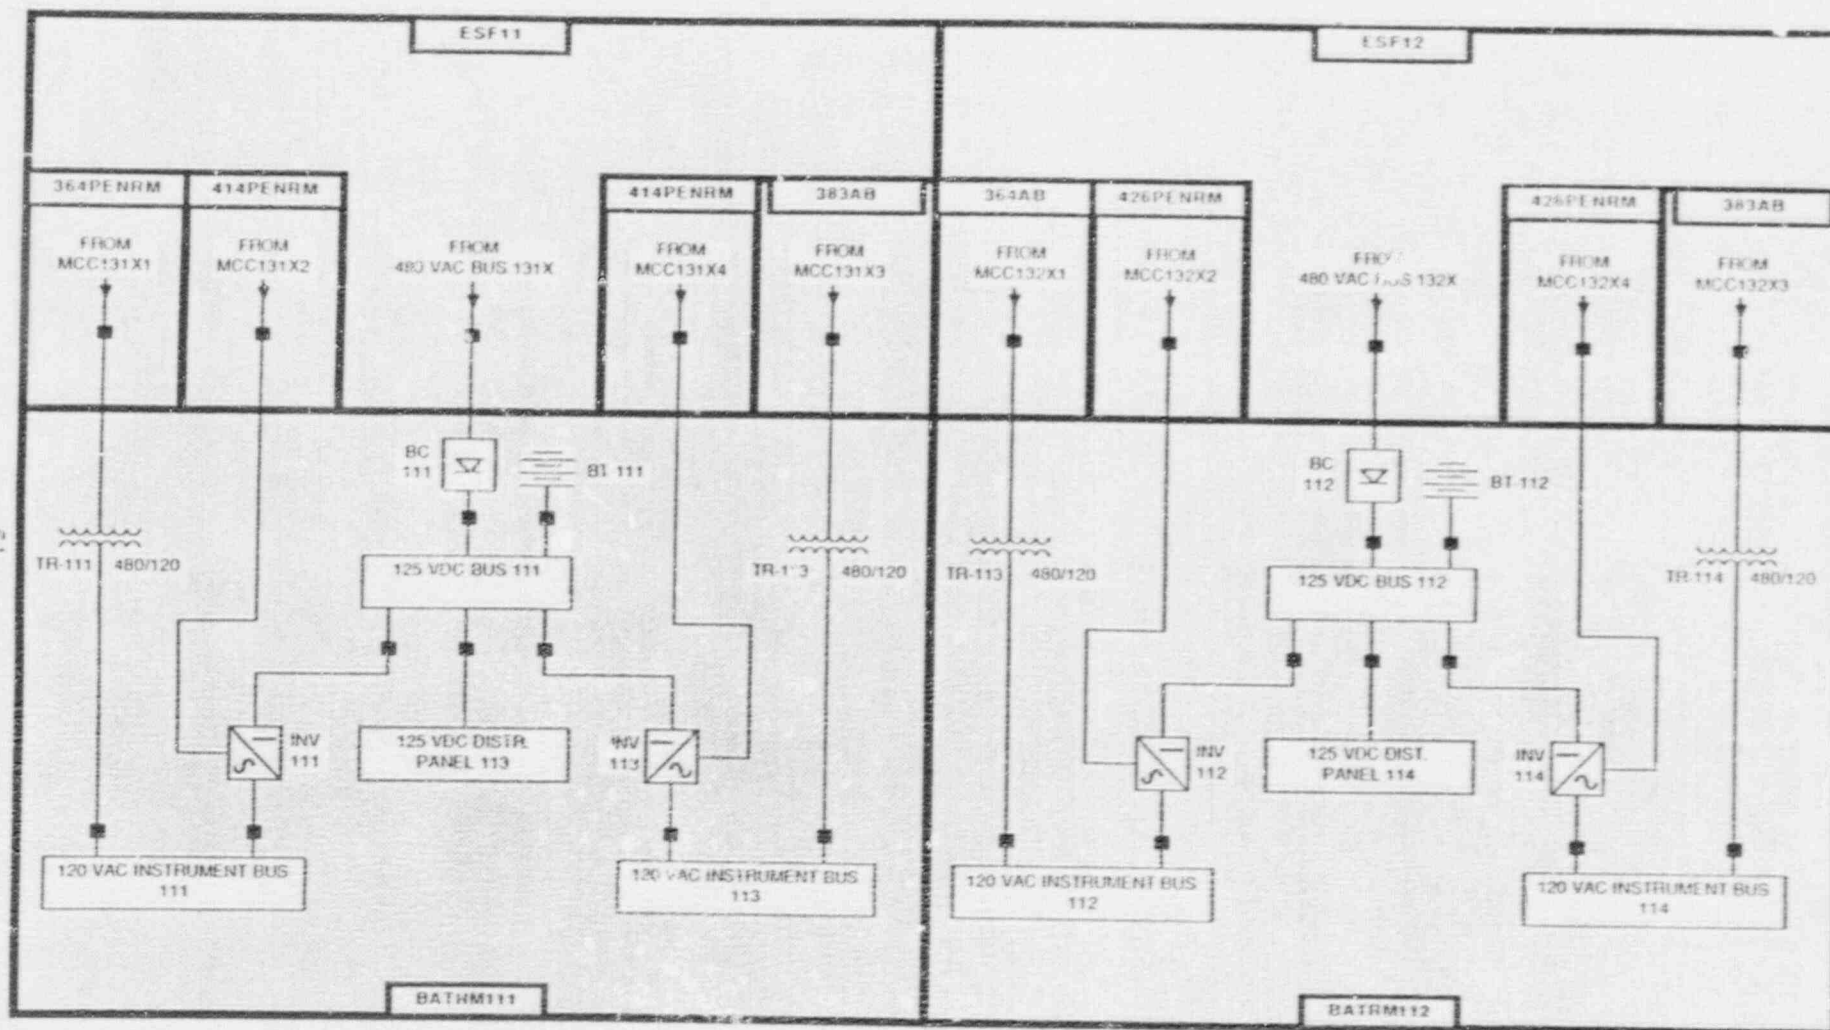 ESF11
ESF12
364PENRM
414PENRM
414PENRM
383AB
364AB
426PENRM
426PENRM
383AB
FROM
MCC131X1
FROM
MCC131X2
FROM
480 VAC BUS 131X
FROM
MCC131X4
FROM
MCC131X3
FROM
MCC132X1
FROM
MCC132X2
480 VAC 132X
FROM
MCC132X4
FROM
MCC132X3
BC
111
BT-111
BC
112
BT-112
TR-111 480/120
125 VDC BUS 111
480/120
TR-113 480/120
125 VDC BUS 112
TR-114 480/120
INV
111
125 VDC DISTR.
PANEL 113
INV
113
INV
112
125 VDC DIST.
PANEL 114
INV
114
120 VAC INSTRUMENT BUS
111
120 VAC INSTRUMENT BUS
113
120 VAC INSTRUMENT BUS
112
120 VAC INSTRUMENT BUS
114
BATRM111
BATRM112